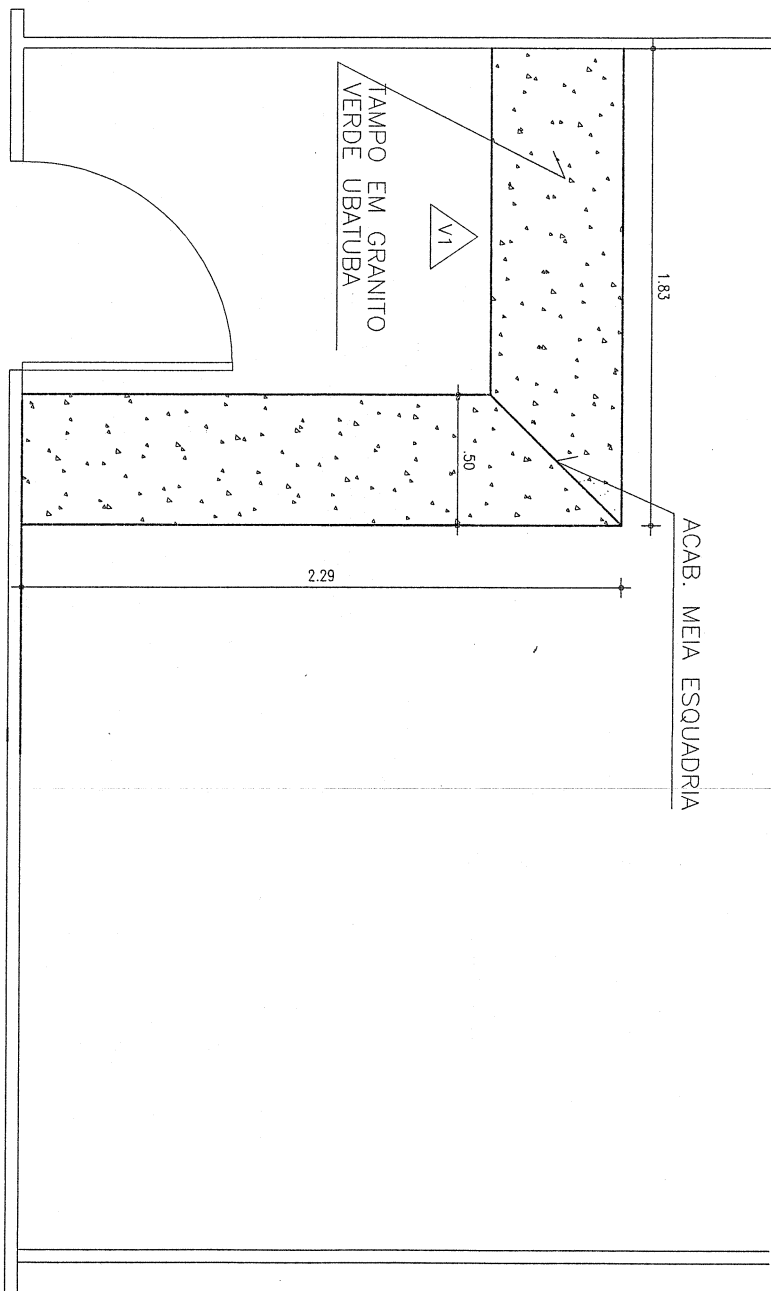 1.83
ACAB. MEIA ESQUADRIA
TAMPO EM GRANITO
VERDE UBATUBA
V1
.50
2.29